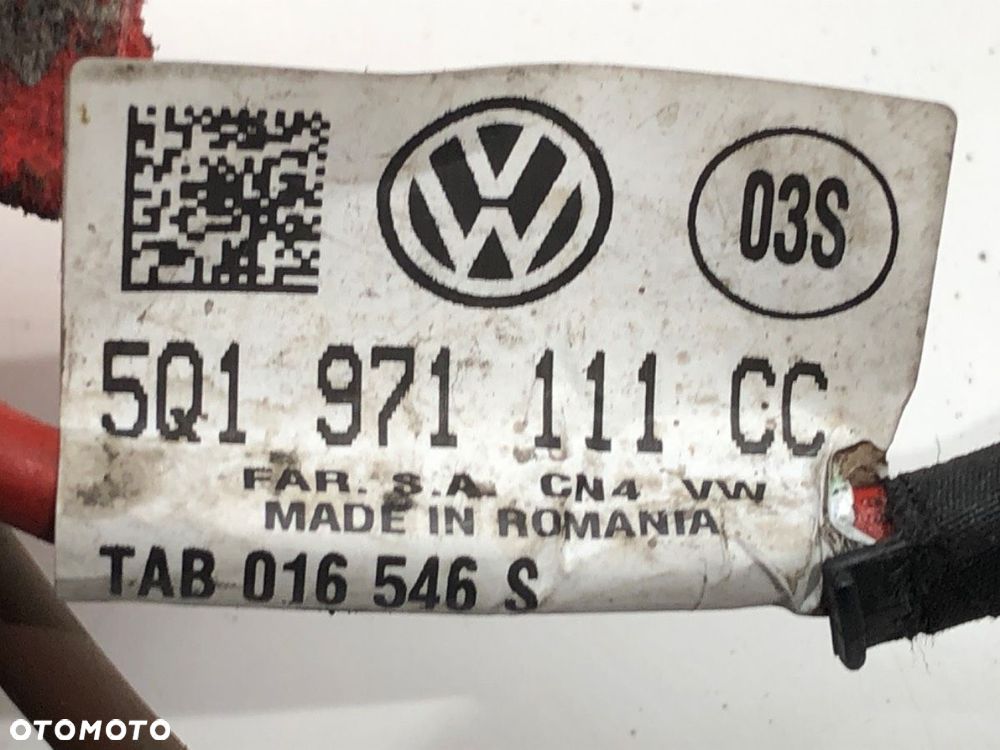 03S
5Q1 971 111 CC
FAR. S.A. CN4 VW
MADE IN ROMANIA
TAB 016 546 S
OTOMOTO